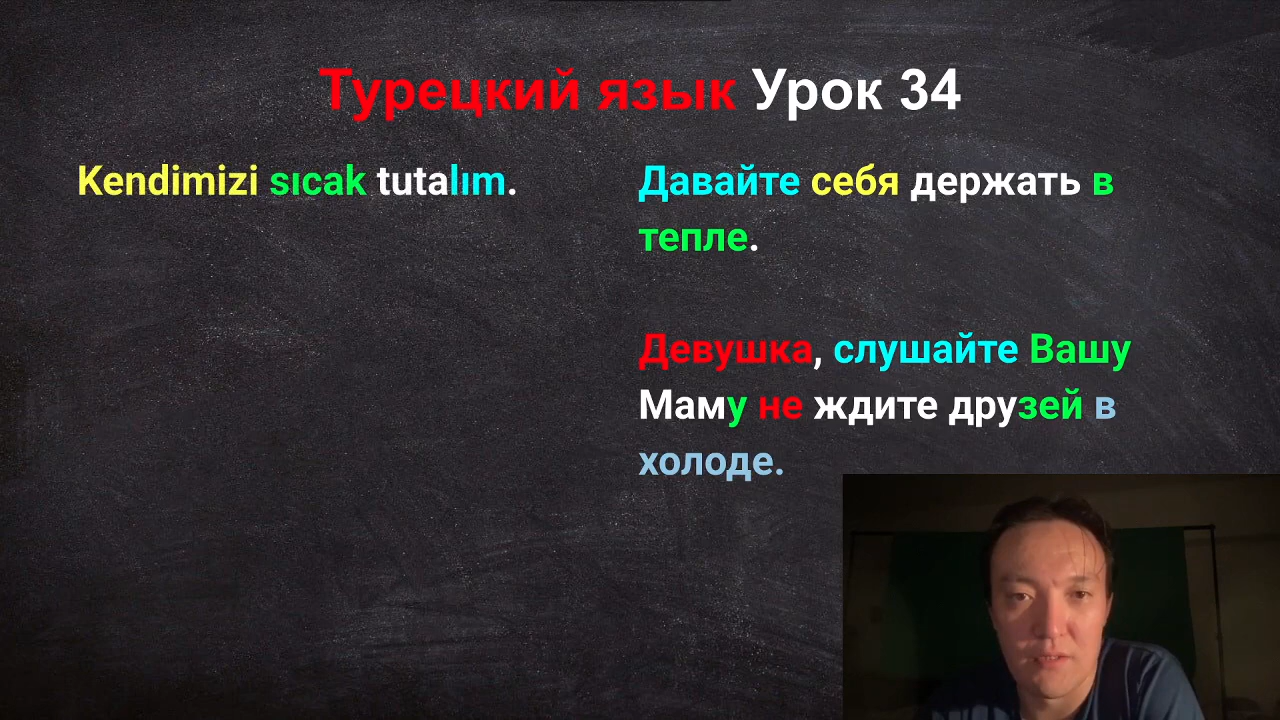 Турецкий язык Урок 34
Kendimizi sıcak tutalım.
Давайте себя держать в
тепле.
Девушка, слушайте Вашу
Маму не ждите друзей в
холоде.